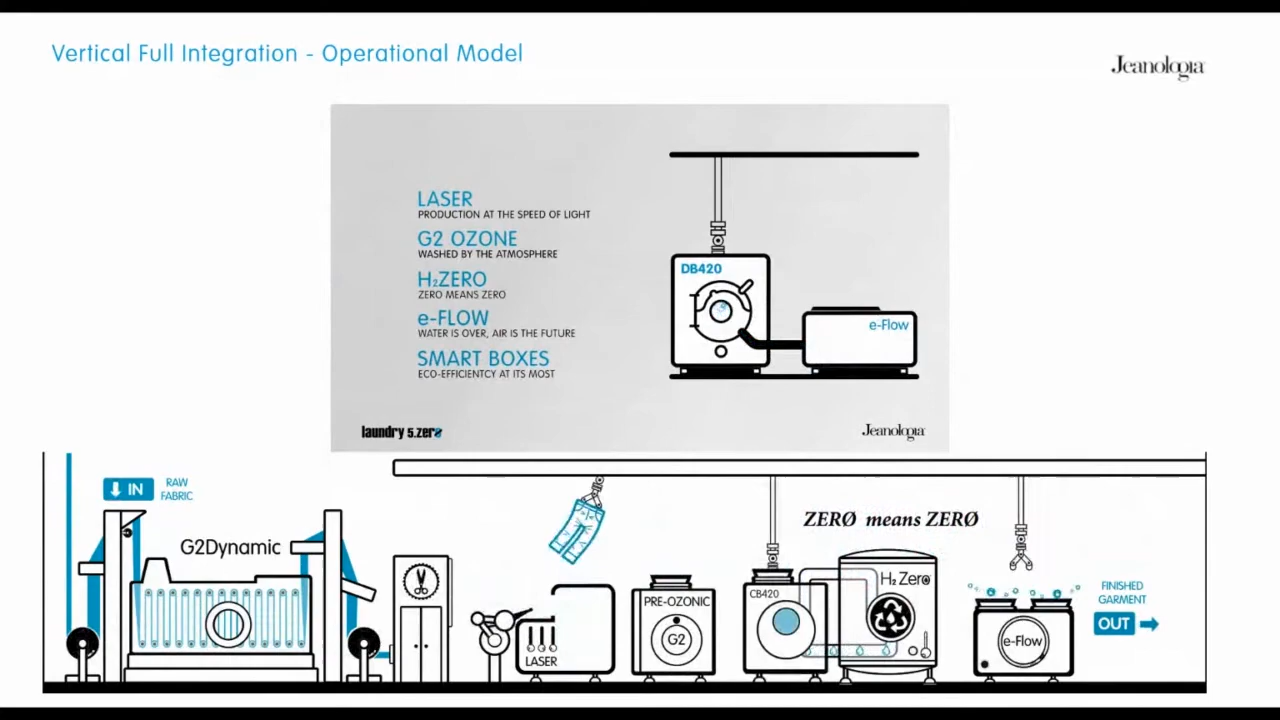 Vertical Full Integration - Operational Model
Jeanologia
LASER
PRODUCTION AT THE SPEED OF LIGHT
G2 OZONE
WASHED BY THE ATMOSPHERE
H₂ZERO
ZERO MEANS ZERO
e-FLOW
WATER IS OVER, AIR IS THE FUTURE
SMART BOXES
ECO-EFFICIENTCY AT ITS MOST
DB420
e-Flow
laundry 5.zero
Jeanologia
IN
RAW
FABRIC
G2Dynamic
LASER
PRE-OZONIC
G2
CB420
ZERØ means ZERØ
H₂ Zero
e-Flow
FINISHED
GARMENT
OUT